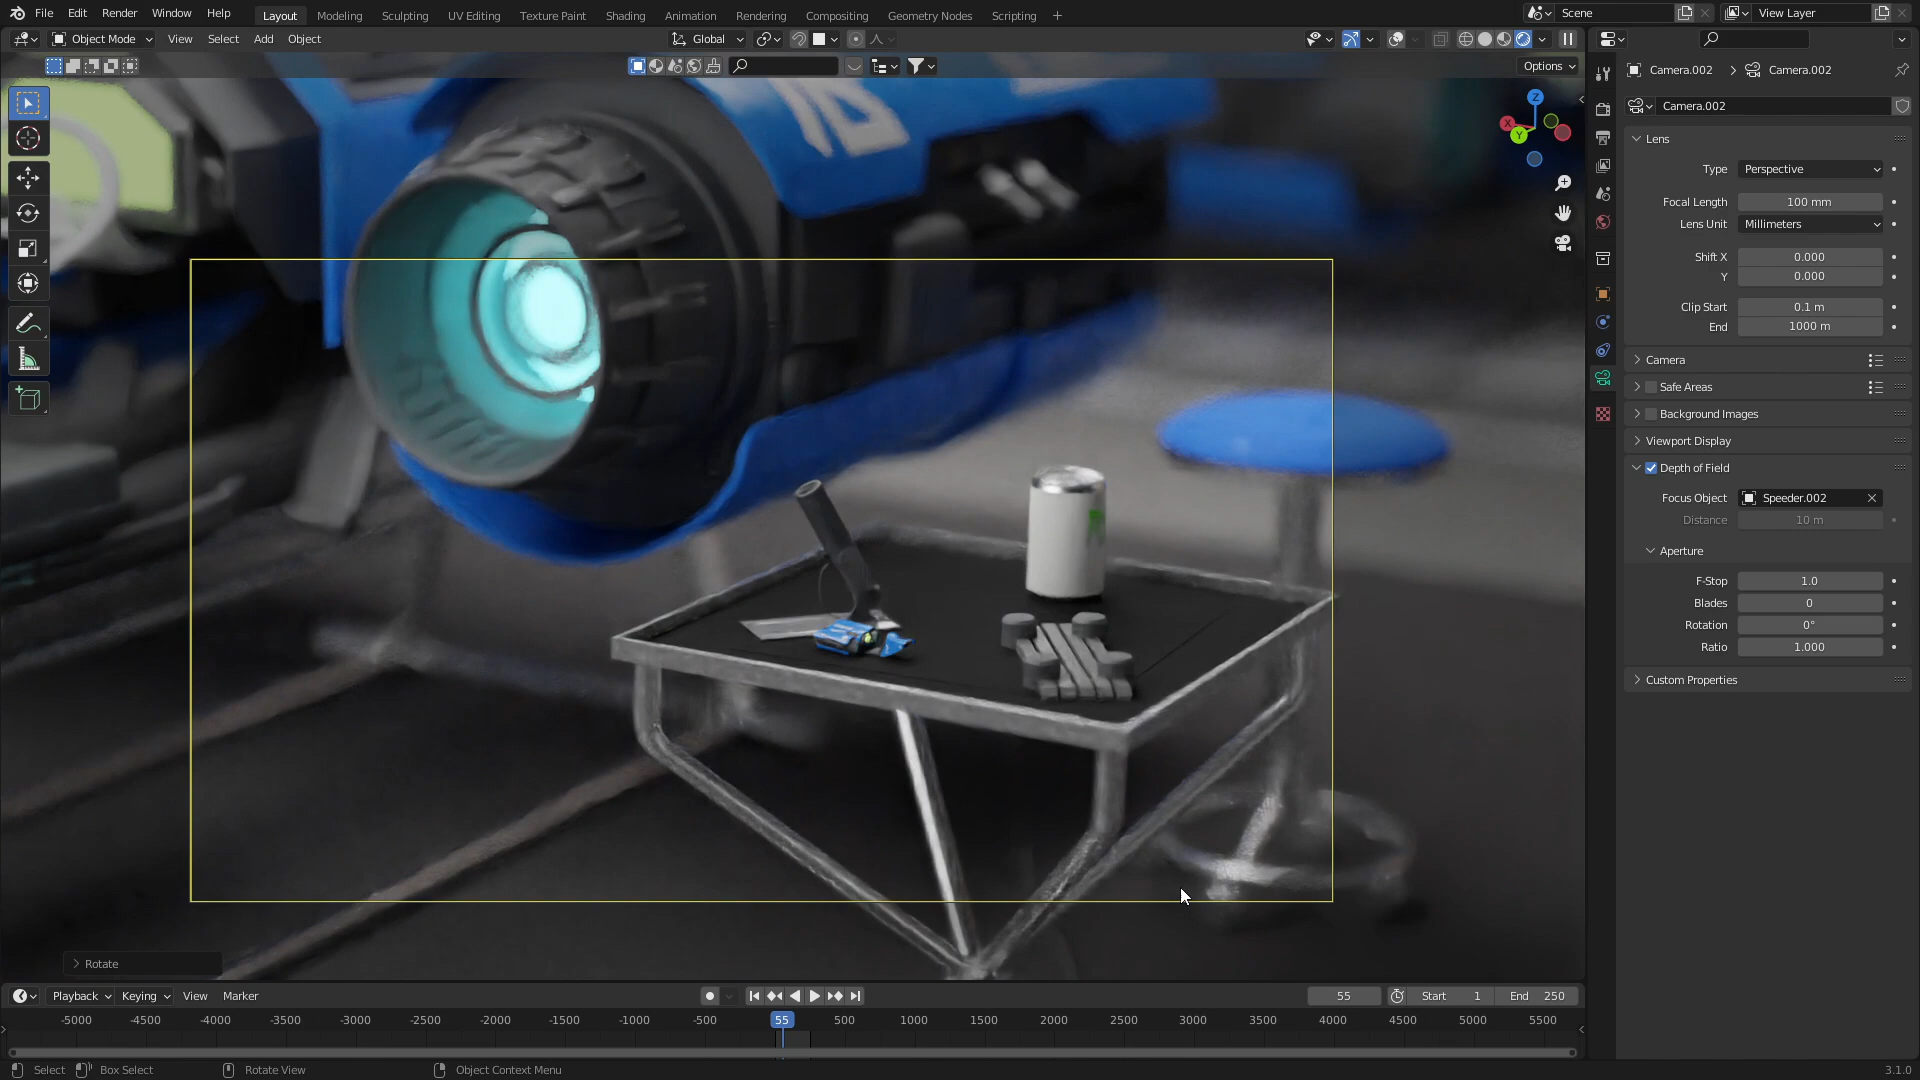 File Edit Render Window Help Layout Modeling Sculpting UV Editing Texture Paint Shading Animation Rendering Compositing Geometry Nodes Scripting + Scene View Layer
Object Mode View Select Add Object Global
Options
Camera.002 Camera.002
Camera.002
X Y Z
Lens
Type Perspective
Focal Length 100 mm
Lens Unit Millimeters
Shift X 0.000
Y 0.000
Clip Start 0.1 m
End 1000 m
Camera
Safe Areas
Background Images
Viewport Display
Depth of Field
Focus Object Speeder.002
Distance 10 m
Aperture
F-Stop 1.0
Blades 0
Rotation 0°
Ratio 1.000
Custom Properties
Rotate
Playback Keying View Marker 55 Start 1 End 250
-5000 -4500 -4000 -3500 -3000 -2500 -2000 -1500 -1000 -500 55 500 1000 1500 2000 2500 3000 3500 4000 4500 5000 5500
Select Box Select Rotate View Object Context Menu 3.1.0